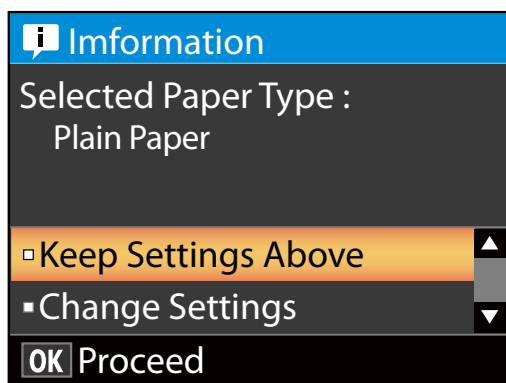 Imformation
Selected Paper Type :
Plain Paper
Keep Settings Above
Change Settings
OK Proceed